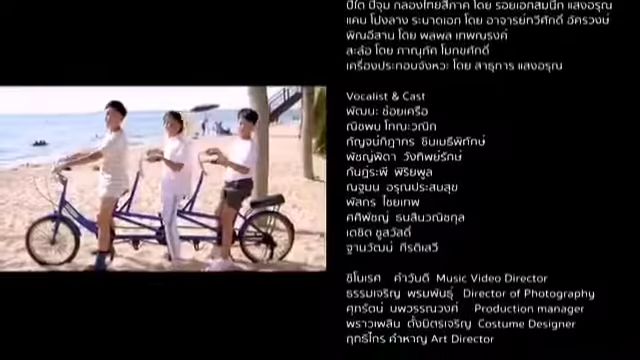 ปี่ใต้ ปี่จุม กลองไทยสี่ภาค โดย ร้อยเอกสมนึก แสงอรุณ
แคน โปงลาง ระนาดเอก โดย อาจารย์ทวีศักดิ์ อัครวงษ์
พิณอีสาน โดย พลพล เทพณรงค์
สะล้อ โดย ภาณุภัค โมกขศักดิ์
เครื่องประกอบจังหวะ โดย สาธุการ แสงอรุณ
Vocalist & Cast
พัฒนะ ช่อยเครือ
ณิชพน โกณะวณิก
กัญจน์ทิฎากร ชินเมธีพิทักษ์
พัชญ์พิดา วังทิพย์รักษ์
กันฎ์ระพี พิริยพูล
ณฐมน อรุณประสบสุข
พัสกร ไชยเทพ
ศศิพัชญ์ ธนสินวณิชกุล
เตชิต ชูสวัสดิ์
ฐานวัฒน์ กีรติเสวี
ชิโนเรศ คำวันดี Music Video Director
ธรรมเจริญ พรมพันธุ์ Director of Photography
ศุภรัตน์ นพวรรณวงศ์ Production manager
พราวเพลิน ตั้งมิตรเจริญ Costume Designer
ฤทธิไกร คำหาญ Art Director